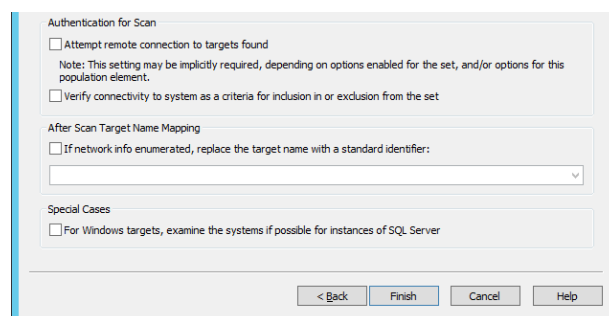 Authentication for Scan
Attempt remote connection to targets found
Note: This setting may be implicitly required, depending on options enabled for the set, and/or options for this
population element.
Verify connectivity to system as a criteria for inclusion in or exclusion from the set
After Scan Target Name Mapping
If network info enumerated, replace the target name with a standard identifier:
Special Cases
For Windows targets, examine the systems if possible for instances of SQL Server
< Back Finish Cancel Help